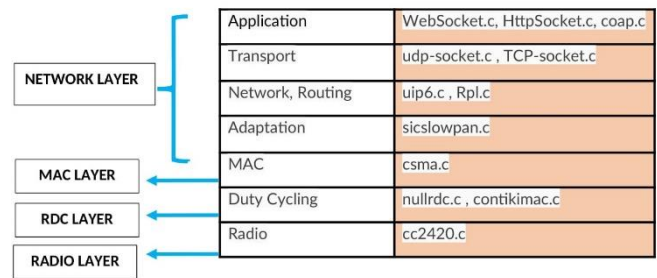 Application WebSocket.c, HttpSocket.c, coap.c
Transport udp-socket.c , TCP-socket.c
NETWORK LAYER
Network, Routing uip6.c , Rpl.c
Adaptation sicslowpan.c
MAC csma.c
MAC LAYER
Duty Cycling nullrdc.c , contikimac.c
RDC LAYER
Radio cc2420.c
RADIO LAYER